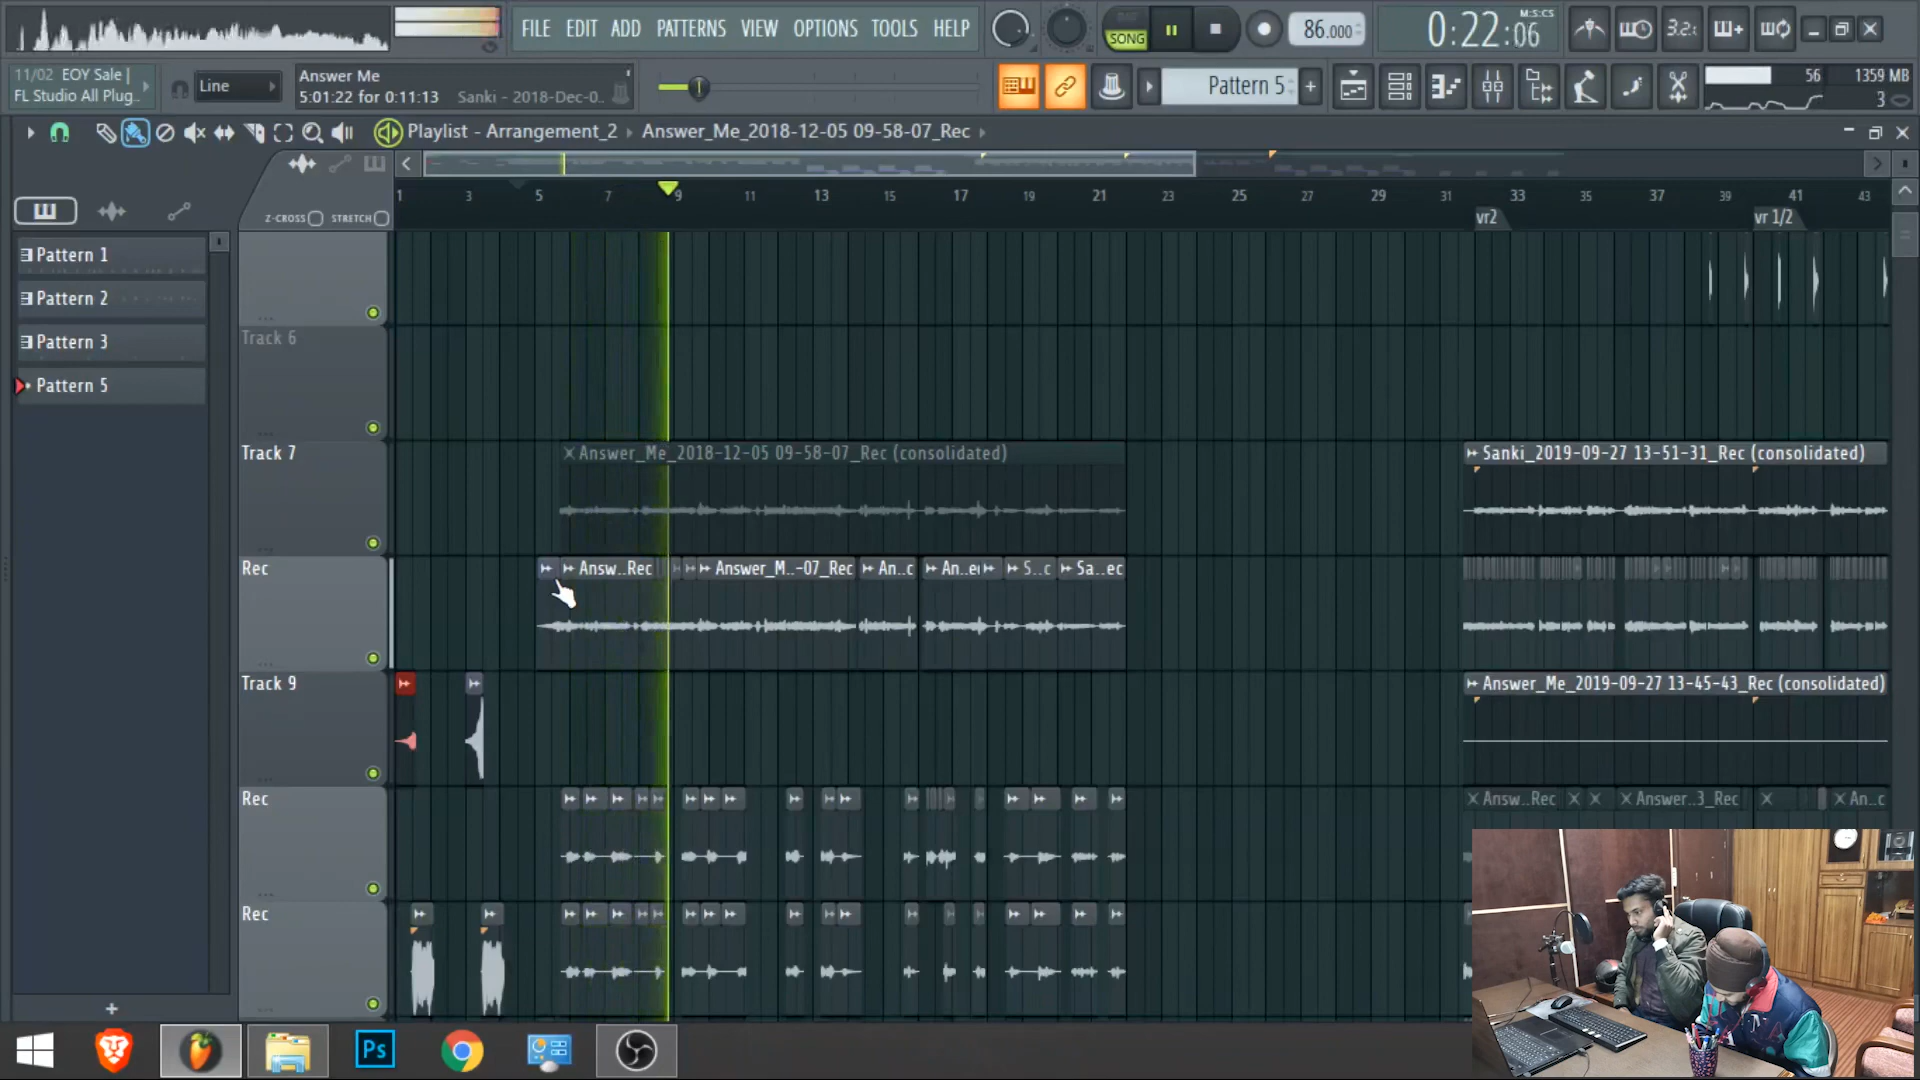 FILE EDIT ADD PATTERNS VIEW OPTIONS TOOLS HELP
PAT
SONG
86.000
0:22:06
M:S:CS
3.2:
11/02 EOY Sale |
FL Studio All Plug..
Line
Answer Me
5:01:22 for 0:11:13 Sanki - 2018-Dec-0..
Pattern 5
+
56
1359 MB
3
Playlist - Arrangement_2 Answer_Me_2018-12-05 09-58-07_Rec
Z-CROSS STRETCH
1 3 5 7 9 11 13 15 17 19 21 23 25 27 29 31 33 35 37 39 41 43
vr2
vr 1/2
Pattern 1
Pattern 2
Pattern 3
Pattern 5
+
Track 6
Track 7
Answer_Me_2018-12-05 09-58-07_Rec (consolidated)
Sanki_2019-09-27 13-51-31_Rec (consolidated)
Rec
Answ..Rec
Answer_M..-07_Rec
An..c
An..ei
S..c
Sa..ec
Track 9
Answer_Me_2019-09-27 13-45-43_Rec (consolidated)
Rec
Answ..Rec
Answer..3_Rec
An..c
Rec
Ps